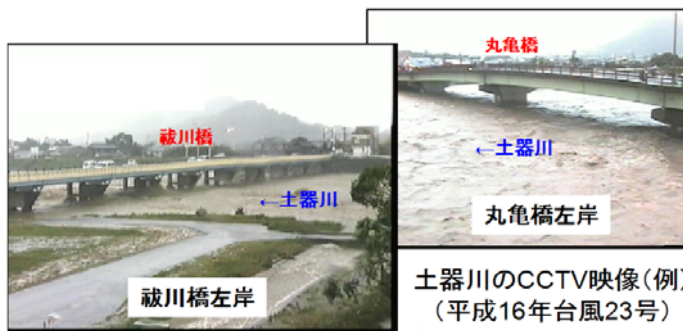 祓川橋
←土器川
祓川橋左岸
丸亀橋
←土器川
丸亀橋左岸
土器川のCCTV映像(例)
(平成16年台風23号)